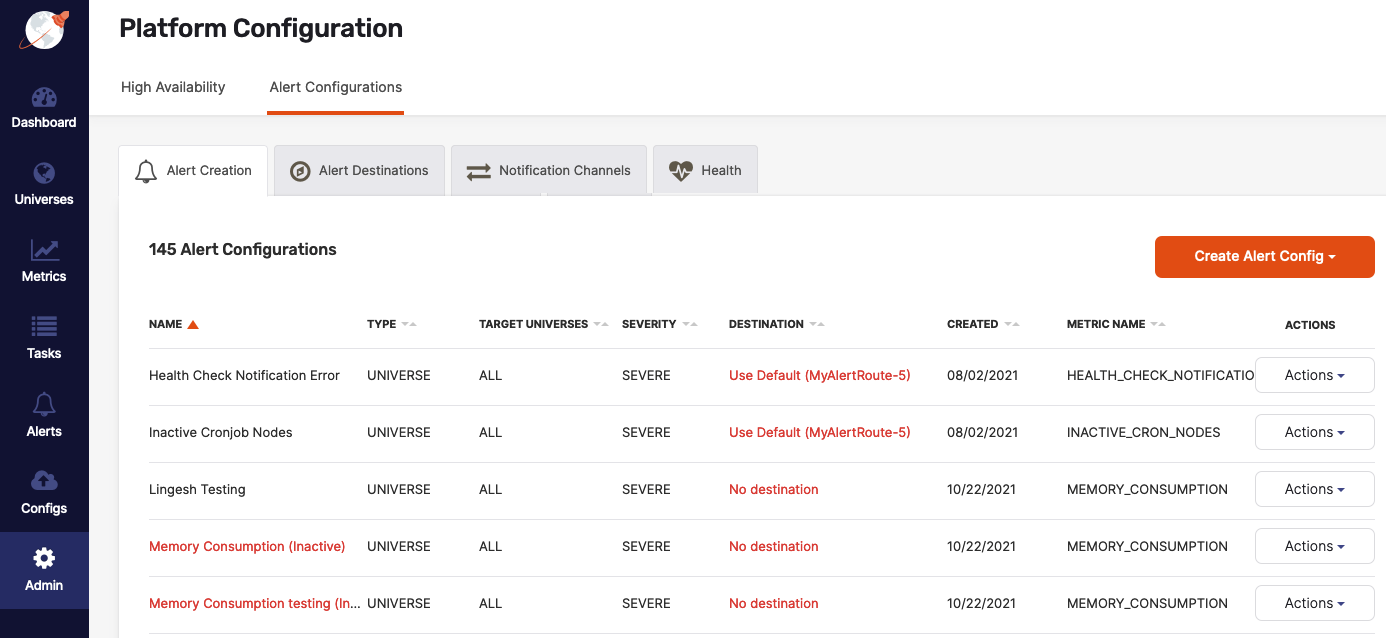 Platform Configuration
High Availability Alert Configurations
Dashboard
Universes
Metrics
Tasks
Alerts
Configs
Admin
Alert Creation Alert Destinations Notification Channels Health
145 Alert Configurations
Create Alert Config
NAME TYPE TARGET UNIVERSES SEVERITY DESTINATION CREATED METRIC NAME ACTIONS
Health Check Notification Error UNIVERSE ALL SEVERE Use Default (MyAlertRoute-5) 08/02/2021 HEALTH_CHECK_NOTIFICATIO Actions
Inactive Cronjob Nodes UNIVERSE ALL SEVERE Use Default (MyAlertRoute-5) 08/02/2021 INACTIVE_CRON_NODES Actions
Lingesh Testing UNIVERSE ALL SEVERE No destination 10/22/2021 MEMORY_CONSUMPTION Actions
Memory Consumption (Inactive) UNIVERSE ALL SEVERE No destination 10/22/2021 MEMORY_CONSUMPTION Actions
Memory Consumption testing (In... UNIVERSE ALL SEVERE No destination 10/22/2021 MEMORY_CONSUMPTION Actions